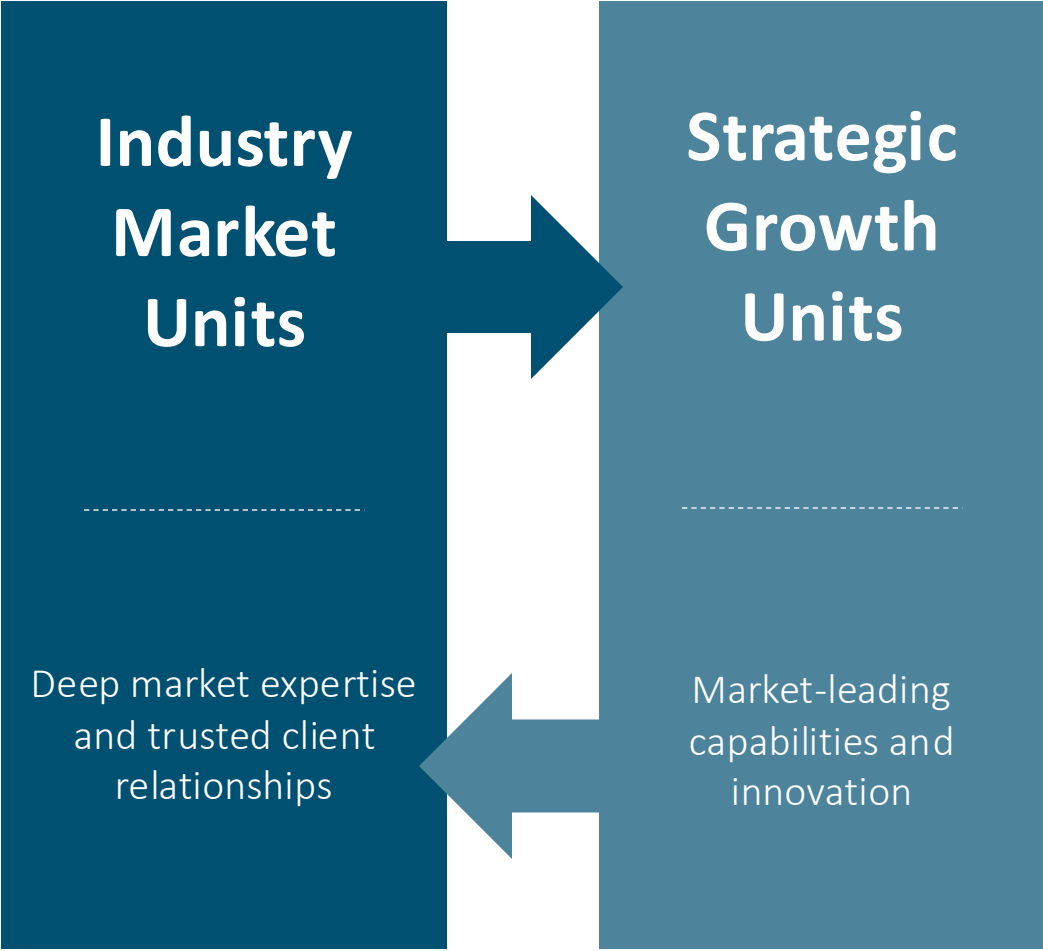 Industry
Market
Units
Deep market expertise
and trusted client
relationships
Strategic
Growth
Units
Market-leading
capabilities and
innovation